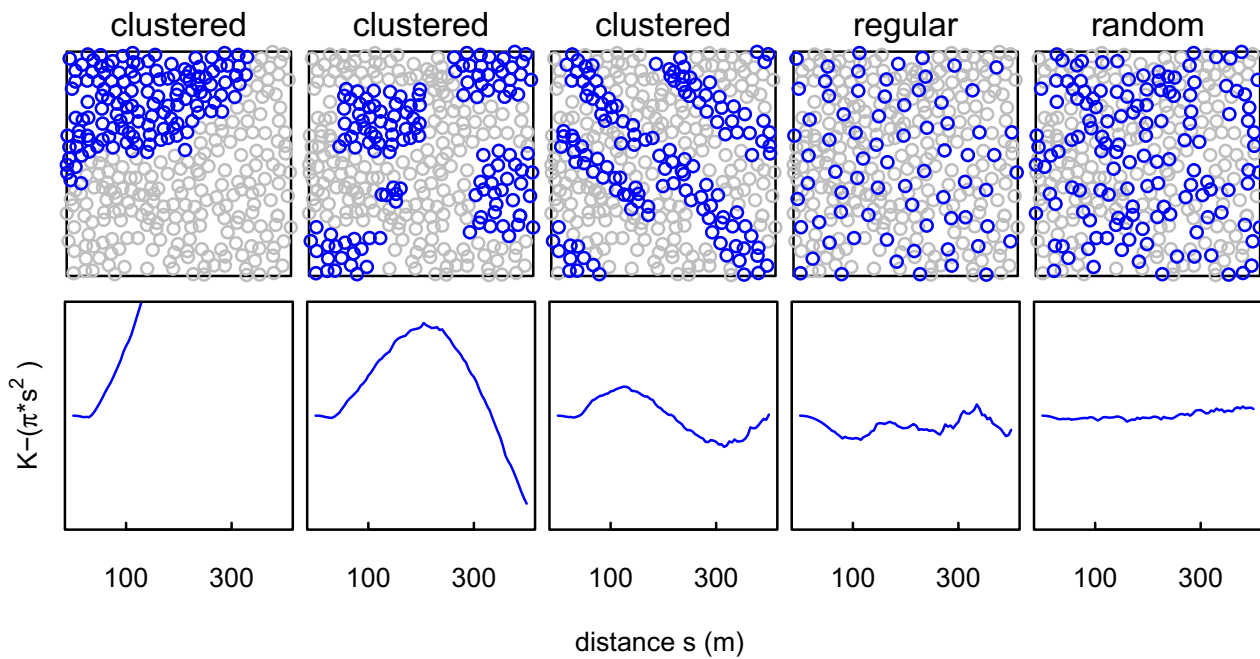 clustered clustered clustered regular random
K−(π*s²)
100 300 100 300 100 300 100 300 100 300
distance s (m)